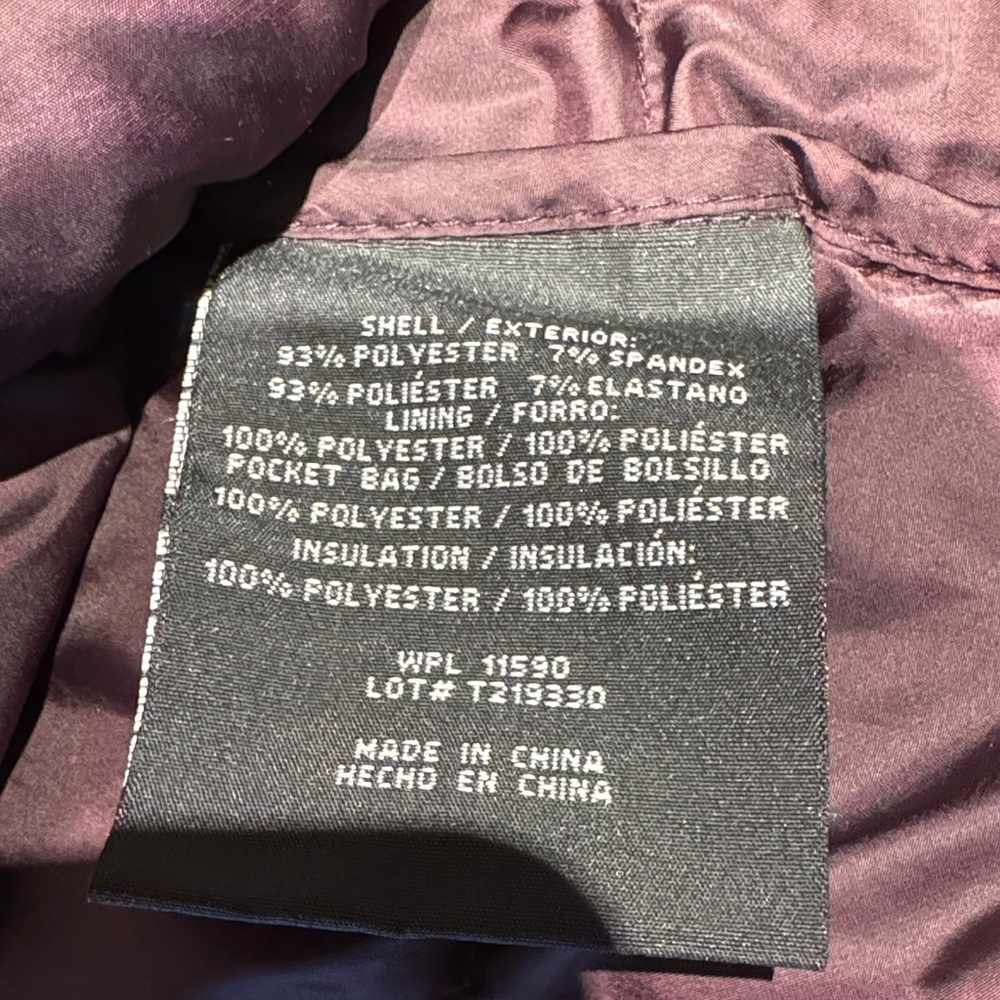 SHELL / EXTERIOR:
93% POLYESTER 7% SPANDEX
93% POLIÉSTER 7% ELASTANO
LINING / FORRO:
100% POLYESTER / 100% POLIÉSTER
POCKET BAG / BOLSO DE BOLSILLO
100% POLYESTER / 100% POLIÉSTER
INSULATION / INSULACIÓN:
100% POLYESTER / 100% POLIÉSTER
WPL 11590
LOT# T219330
MADE IN CHINA
HECHO EN CHINA